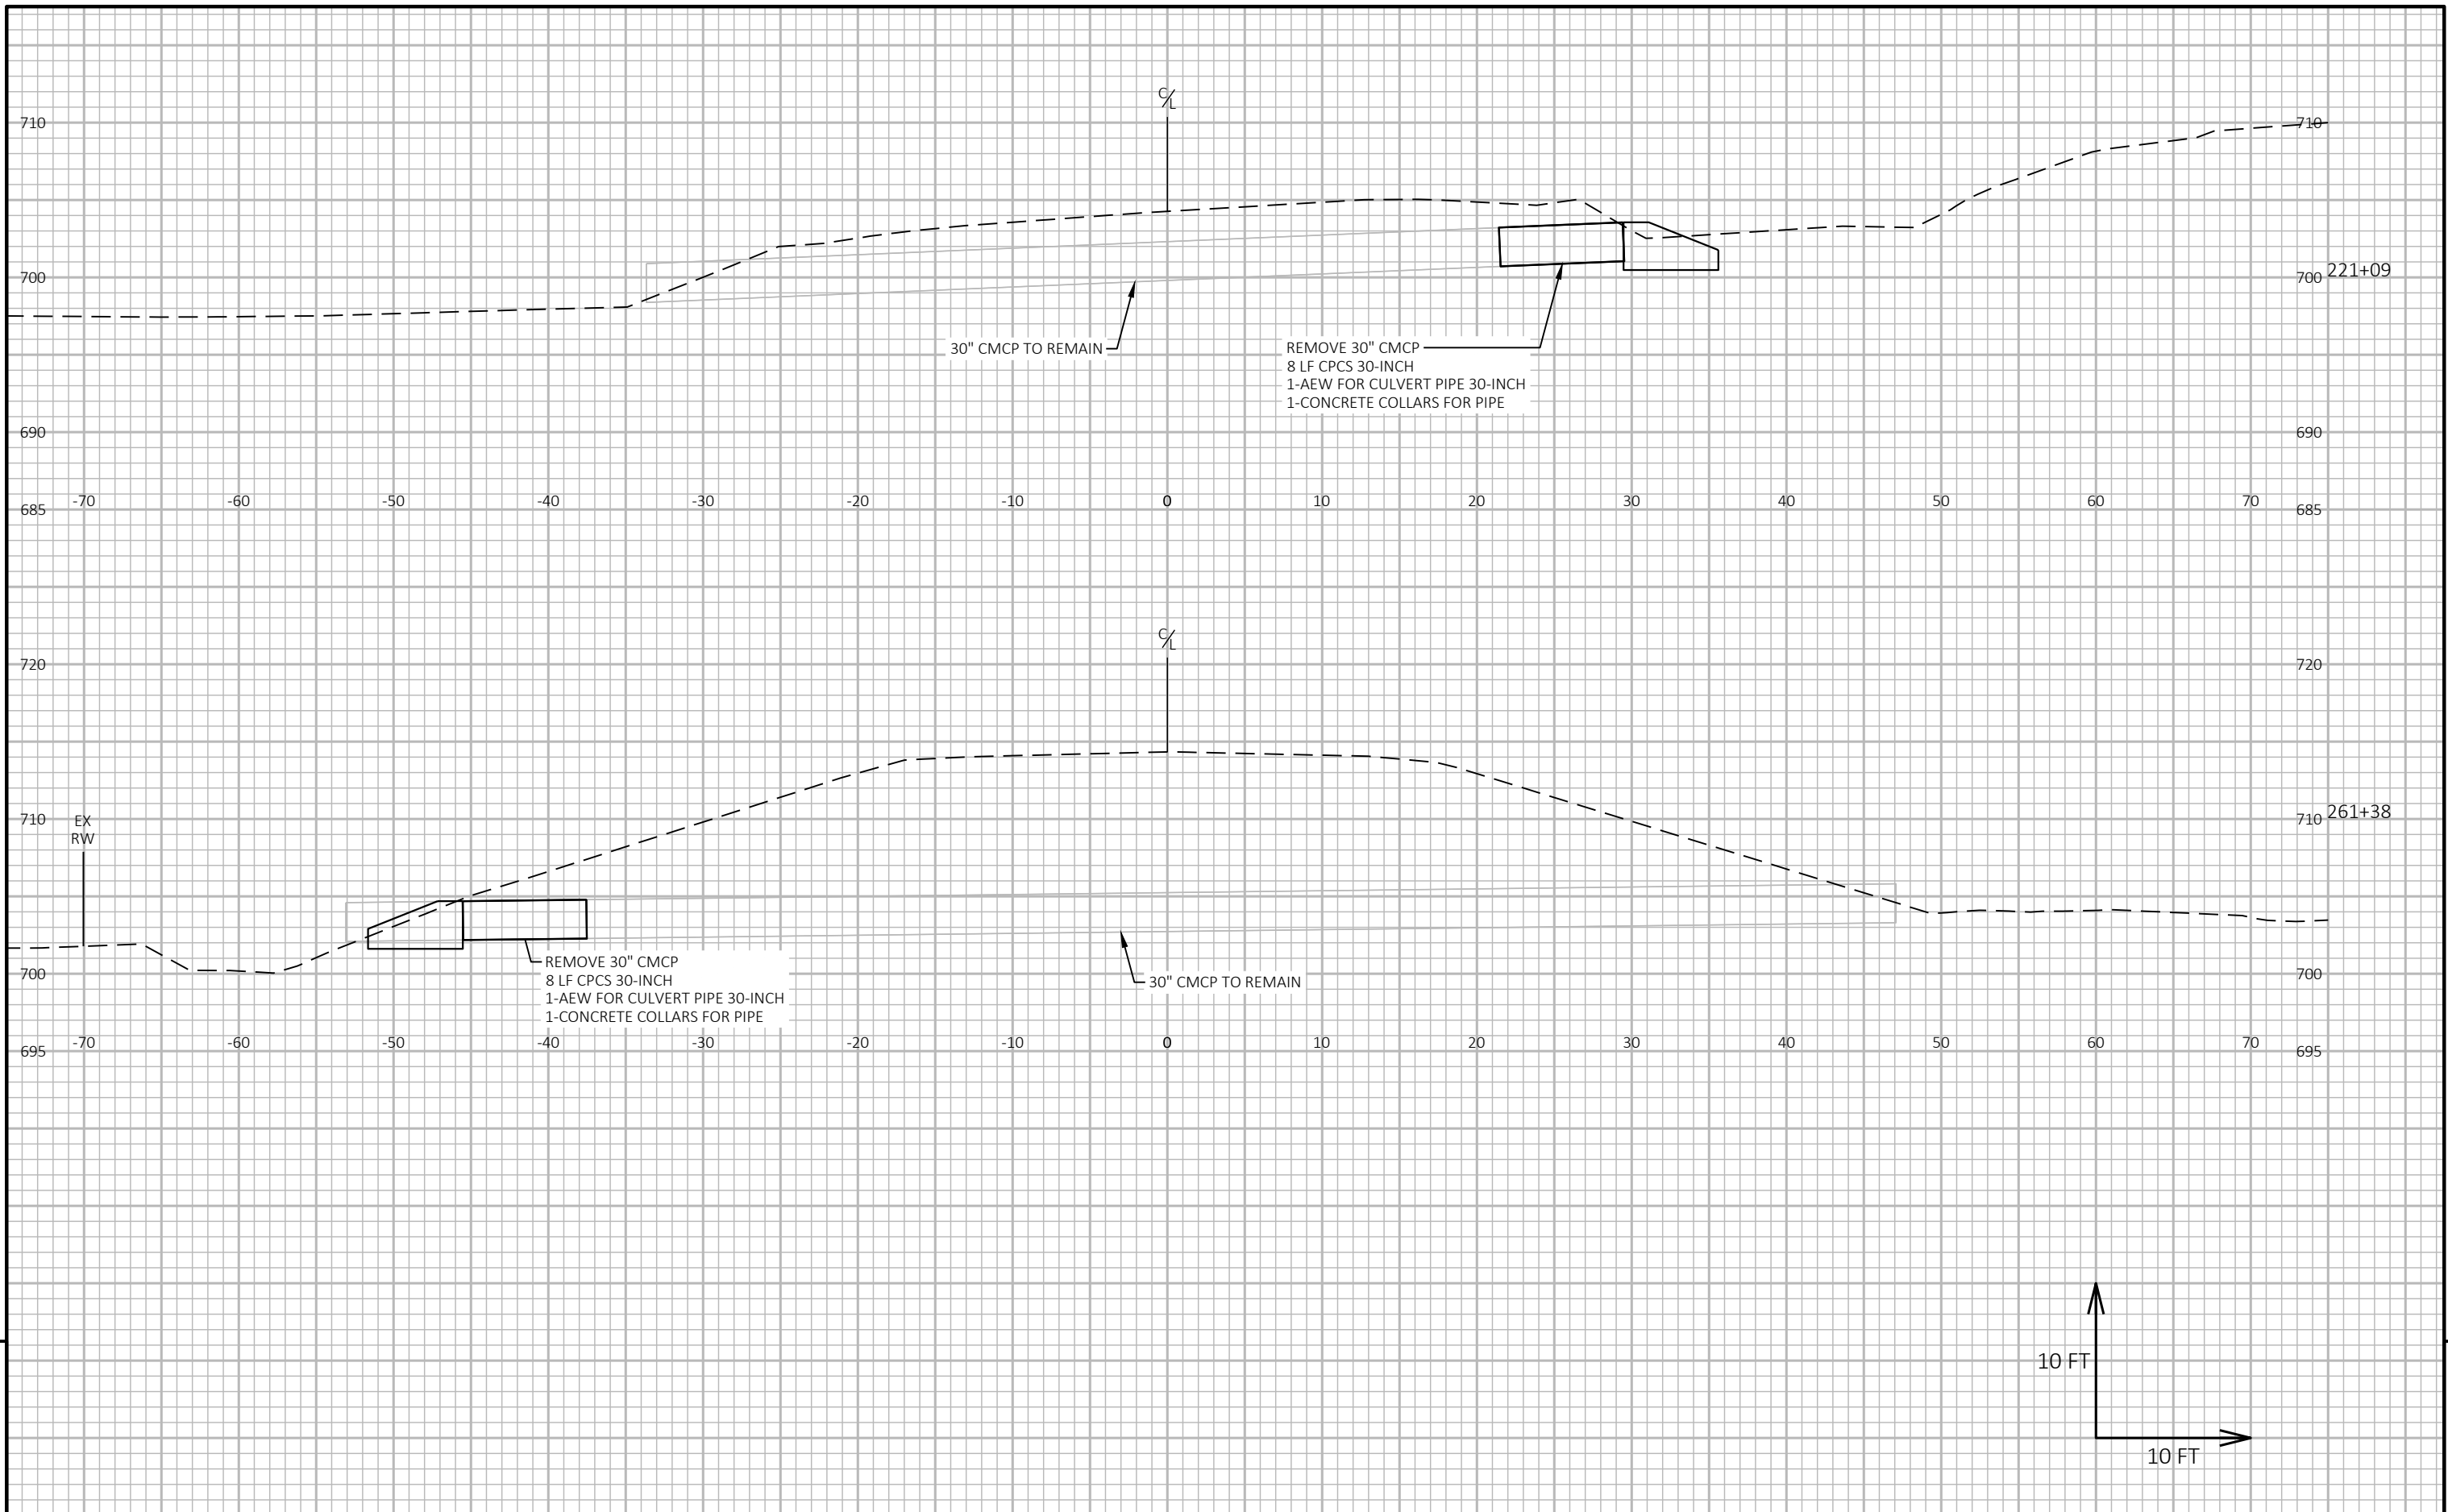 C/L
710
710
700
700 221+09
30" CMCP TO REMAIN
REMOVE 30" CMCP
8 LF CPCS 30-INCH
1-AEW FOR CULVERT PIPE 30-INCH
1-CONCRETE COLLARS FOR PIPE
690
690
-70 -60 -50 -40 -30 -20 -10 0 10 20 30 40 50 60 70
685
685
C/L
720
720
710
710 261+38
EX
RW
REMOVE 30" CMCP
8 LF CPCS 30-INCH
1-AEW FOR CULVERT PIPE 30-INCH
1-CONCRETE COLLARS FOR PIPE
700
30" CMCP TO REMAIN
700
-70 -60 -50 -40 -30 -20 -10 0 10 20 30 40 50 60 70
695
695
10 FT
10 FT